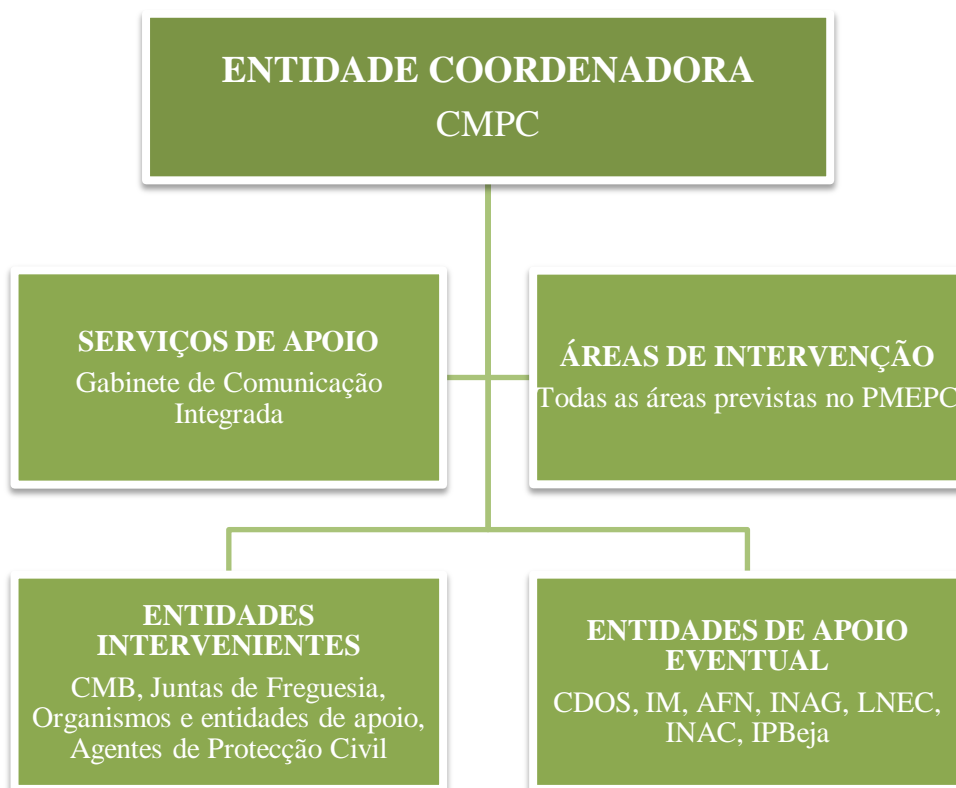 ENTIDADE COORDENADORA
CMPC
SERVIÇOS DE APOIO
Gabinete de Comunicação
Integrada
ÁREAS DE INTERVENÇÃO
Todas as áreas previstas no PMEPC
ENTIDADES
INTERVENIENTES
CMB, Juntas de Freguesia,
Organismos e entidades de apoio,
Agentes de Protecção Civil
ENTIDADES DE APOIO
EVENTUAL
CDOS, IM, AFN, INAG, LNEC,
INAC, IPBeja